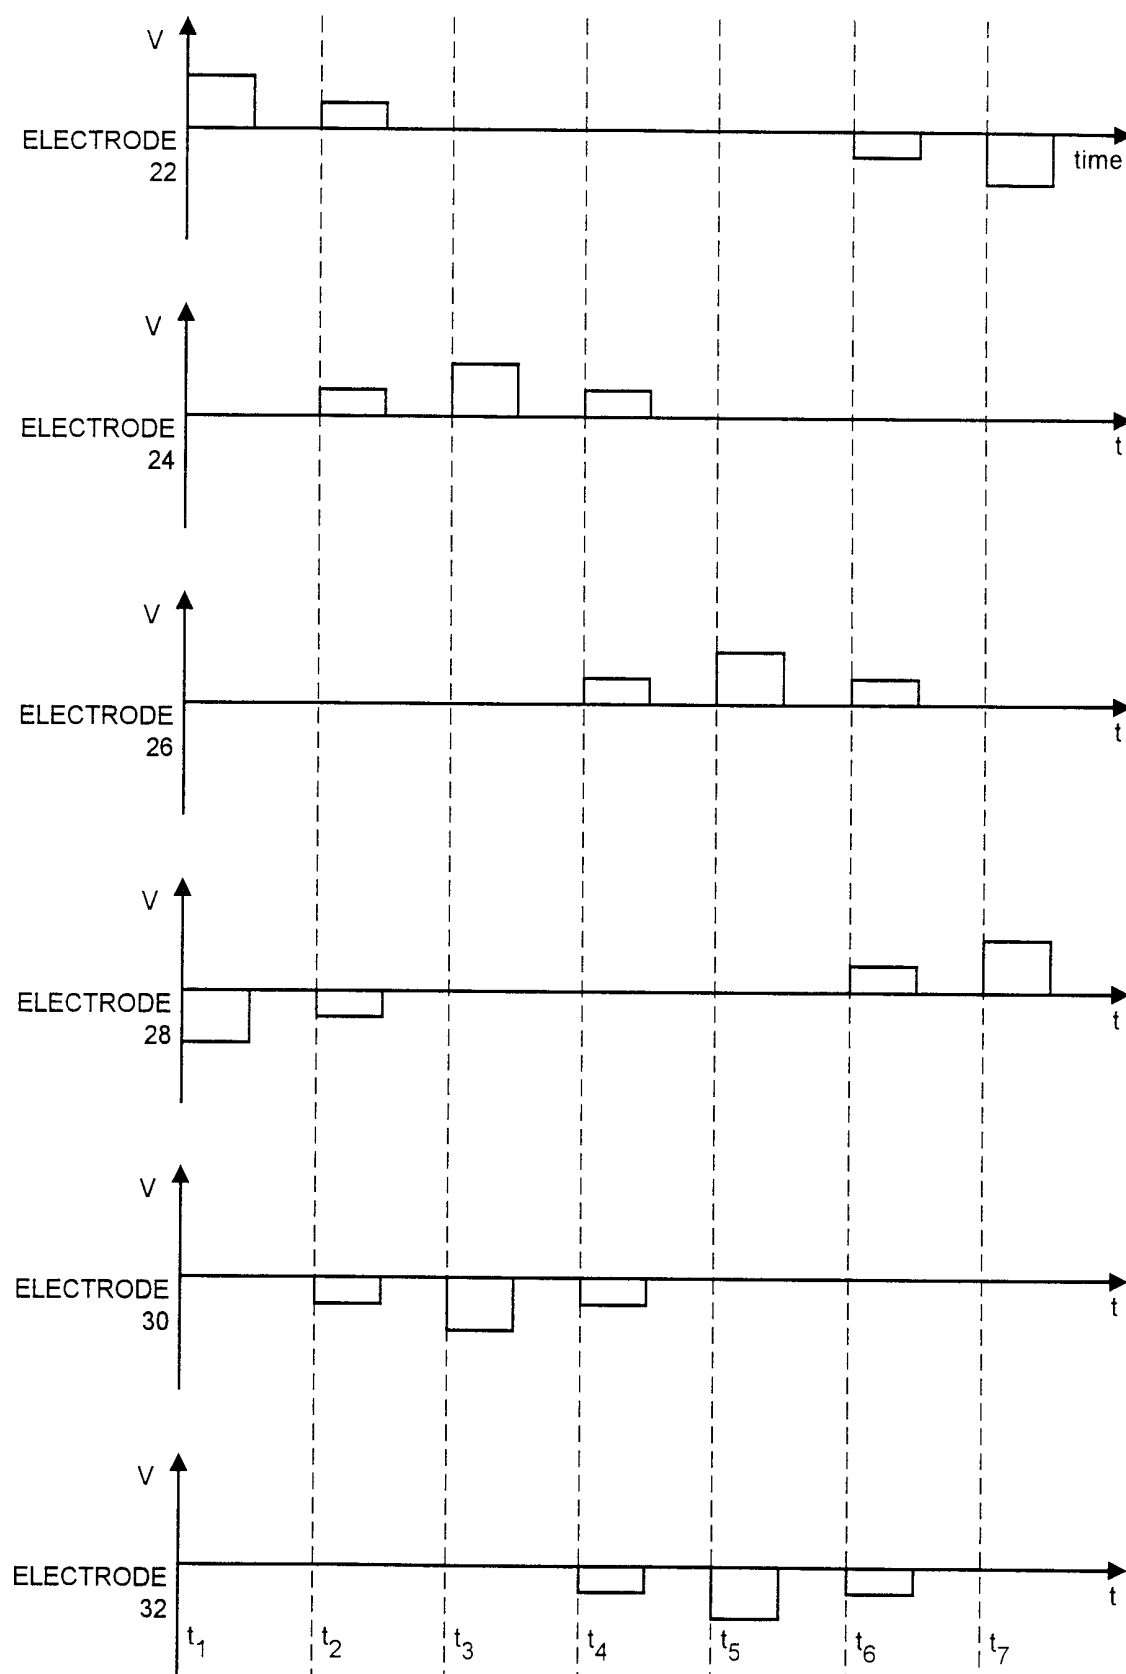 V
ELECTRODE
22
time
V
ELECTRODE
24
t
V
ELECTRODE
26
t
V
ELECTRODE
28
t
V
ELECTRODE
30
t
V
ELECTRODE
32
t
t1 t2 t3 t4 t5 t6 t7